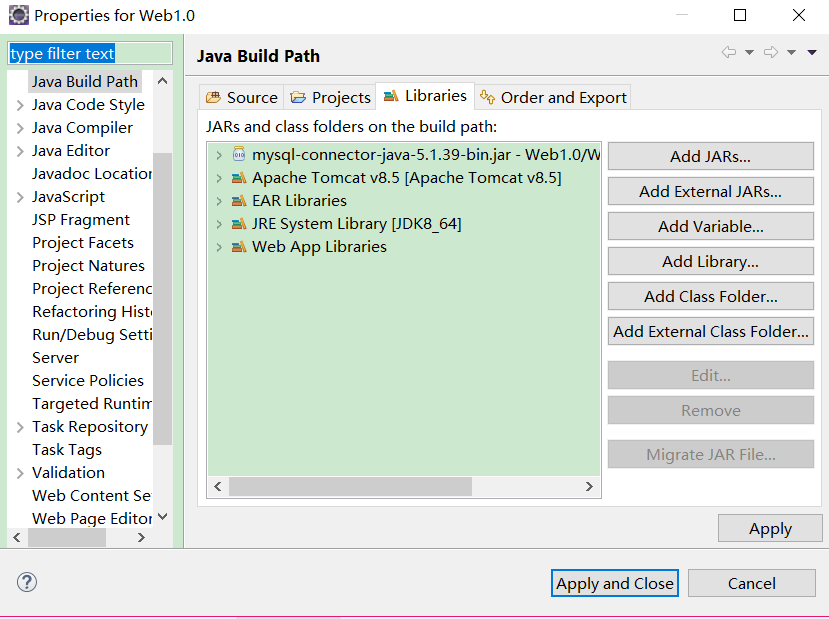 Properties for Web1.0
type filter text
Java Build Path
Java Code Style
Java Compiler
Java Editor
Javadoc Location
JavaScript
JSP Fragment
Project Facets
Project Natures
Project Referenc
Refactoring Histo
Run/Debug Setti
Server
Service Policies
Targeted Runtim
Task Repository
Task Tags
Validation
Web Content Se
Web Page Editor
Java Build Path
Source
Projects
Libraries
Order and Export
JARs and class folders on the build path:
mysql-connector-java-5.1.39-bin.jar - Web1.0/W
Apache Tomcat v8.5 [Apache Tomcat v8.5]
EAR Libraries
JRE System Library [JDK8_64]
Web App Libraries
Add JARs...
Add External JARs...
Add Variable...
Add Library...
Add Class Folder...
Add External Class Folder...
Edit...
Remove
Migrate JAR File...
Apply
?
Apply and Close
Cancel